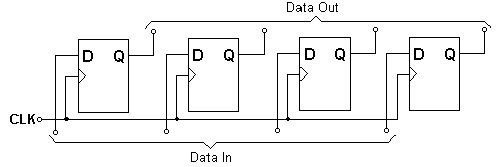 Data Out
D Q D Q D Q D Q
CLK
Data In